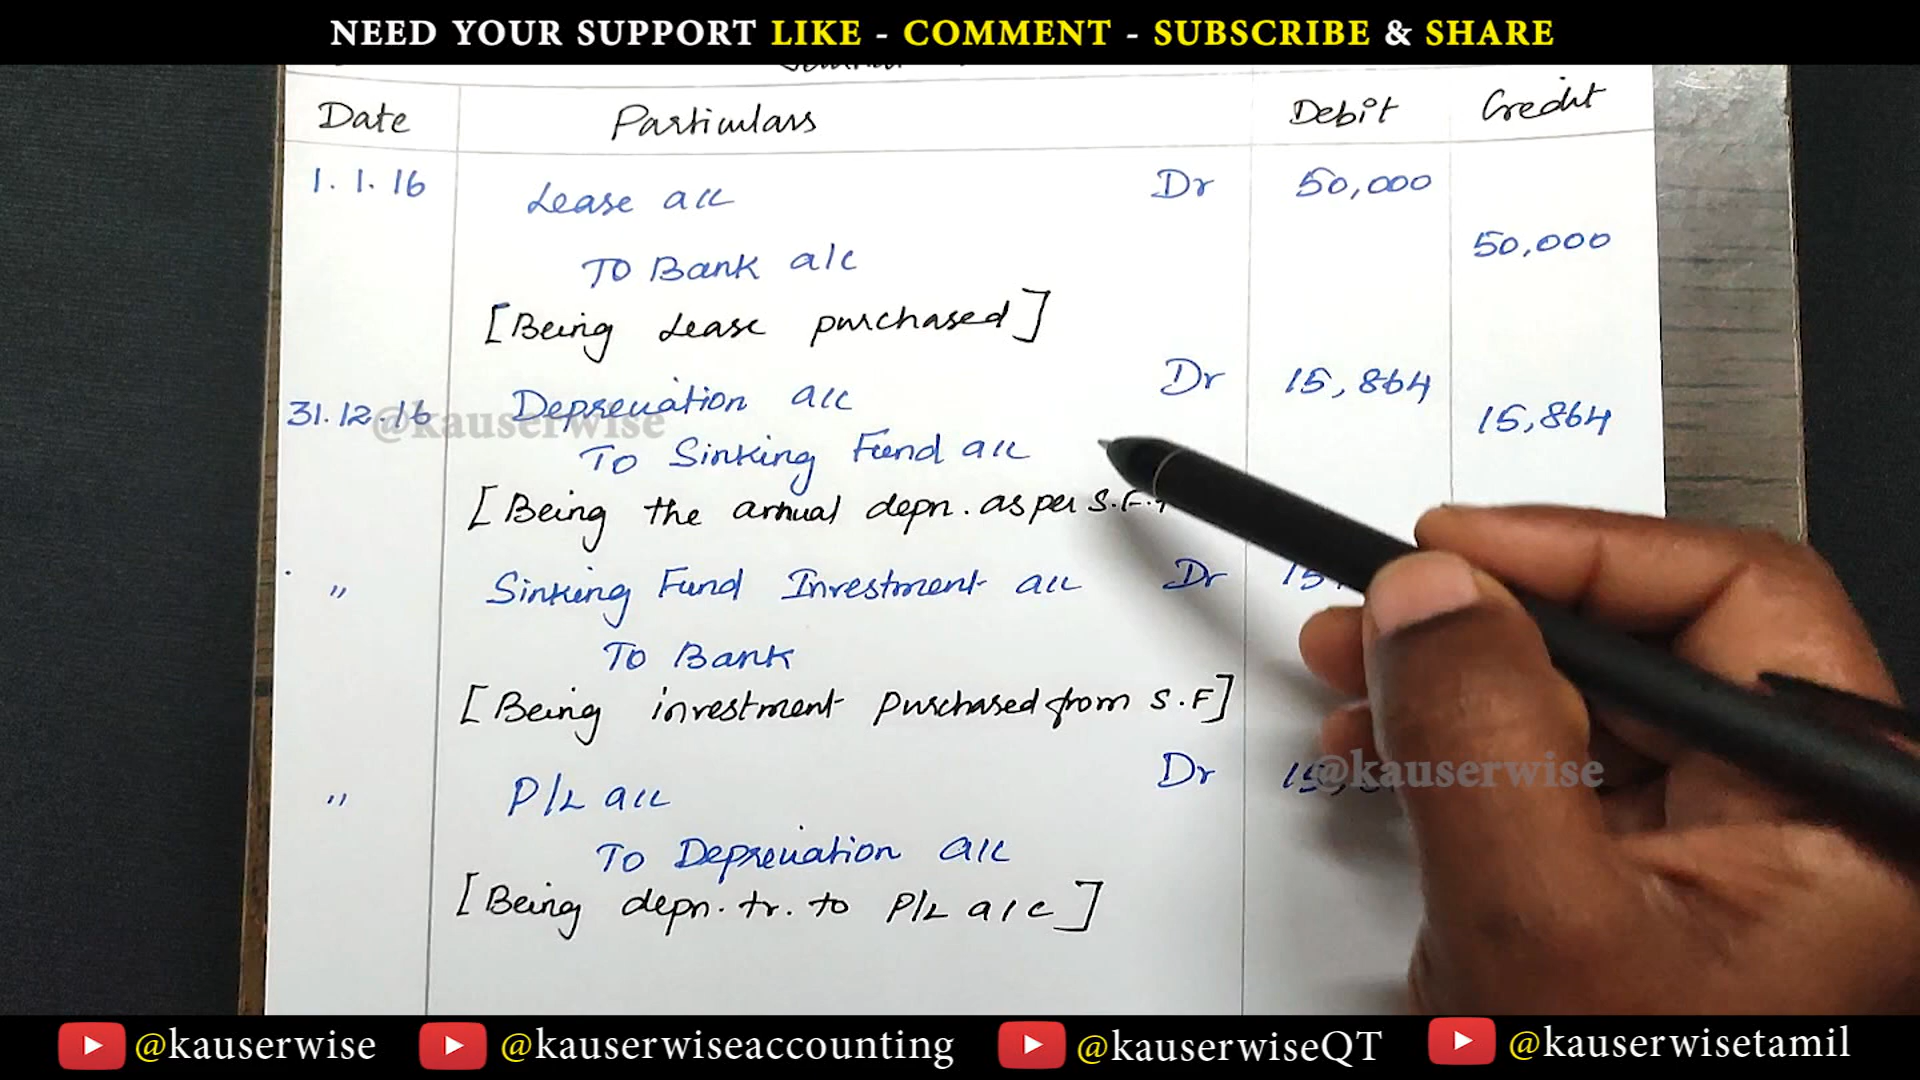 NEED YOUR SUPPORT LIKE - COMMENT - SUBSCRIBE & SHARE
Date Particulars Debit Credit
1.1.16 Lease a/c Dr 50,000
To Bank a/c 50,000
[Being Lease purchased]
31.12.16 Depreciation a/c Dr 15,864
@kauserwise
To Sinking Fund a/c 15,864
[Being the annual depn. as per S.F.
" Sinking Fund Investment a/c Dr
To Bank
[Being investment purchased from S.F]
" P/L a/c Dr
@kauserwise
To Depreciation a/c
[Being depn. tr. to P/L a/c]
@kauserwise @kauserwiseaccounting @kauserwiseQT @kauserwisetamil